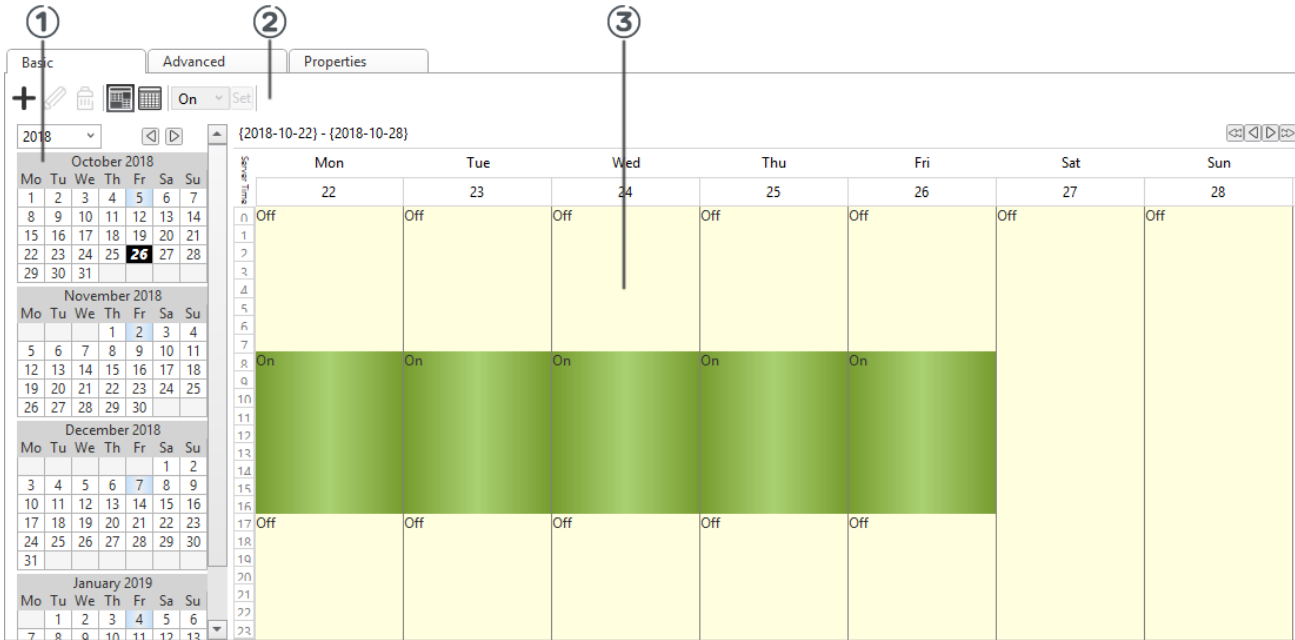 1 2 3
Basic Advanced Properties
On Set
2018 {2018-10-22} - {2018-10-28}
October 2018
Mo Tu We Th Fr Sa Su
1 2 3 4 5 6 7
8 9 10 11 12 13 14
15 16 17 18 19 20 21
22 23 24 25 26 27 28
29 30 31
November 2018
Mo Tu We Th Fr Sa Su
1 2 3 4
5 6 7 8 9 10 11
12 13 14 15 16 17 18
19 20 21 22 23 24 25
26 27 28 29 30
December 2018
Mo Tu We Th Fr Sa Su
1 2
3 4 5 6 7 8 9
10 11 12 13 14 15 16
17 18 19 20 21 22 23
24 25 26 27 28 29 30
31
January 2019
Mo Tu We Th Fr Sa Su
1 2 3 4 5 6
7 8 9 10 11 12 13
Server Time
Mon Tue Wed Thu Fri Sat Sun
22 23 24 25 26 27 28
0 Off Off Off Off Off Off Off
1
2
3
4
5
6
7
8 On On On On On
9
10
11
12
13
14
15
16
17 Off Off Off Off Off
18
19
20
21
22
23